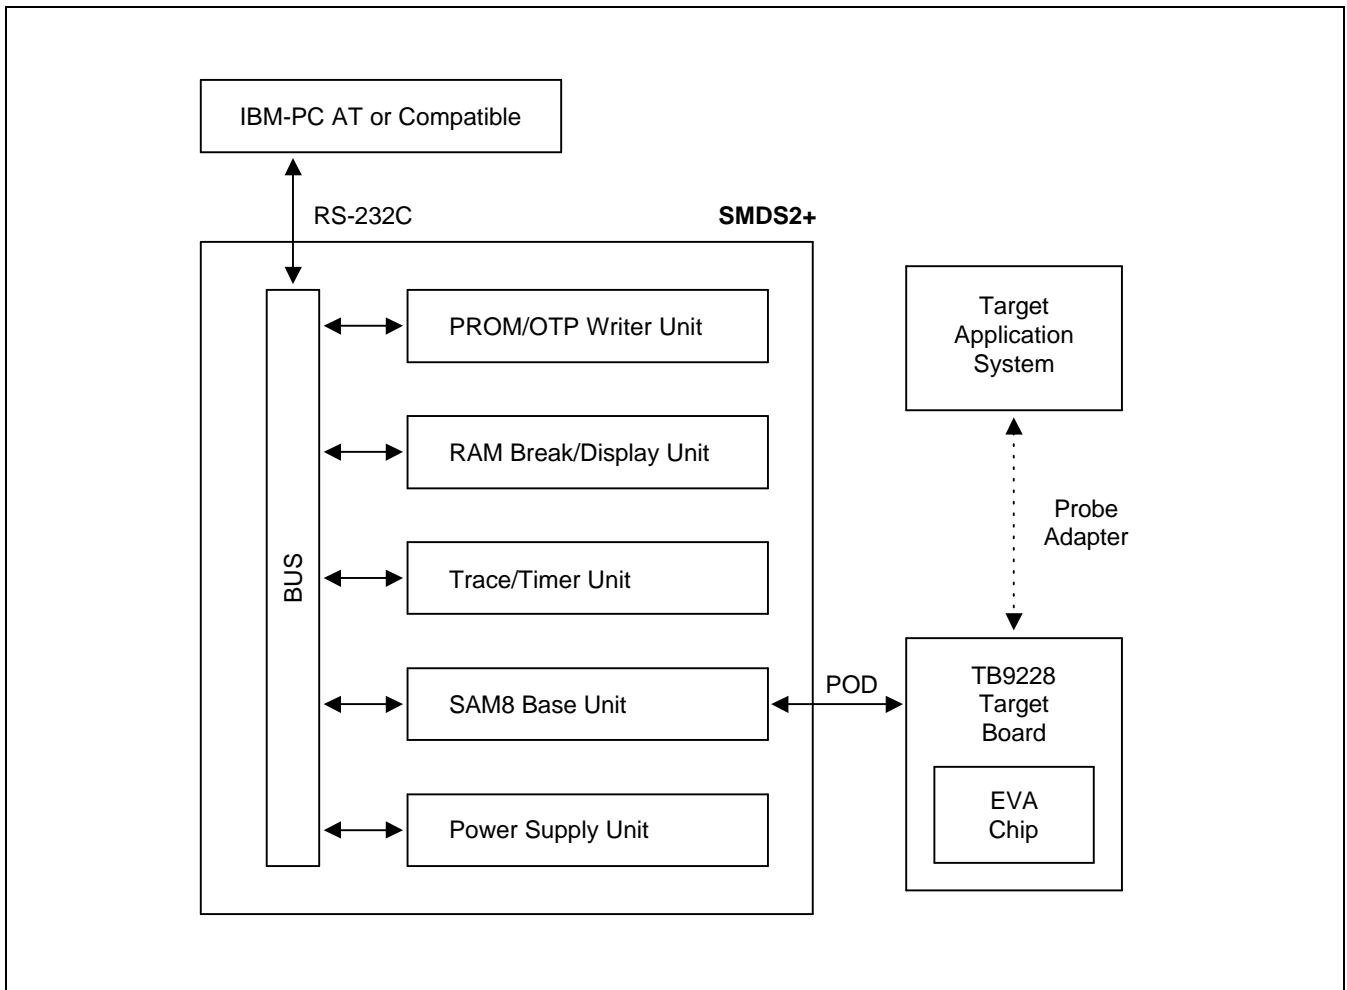 IBM-PC AT or Compatible
RS-232C
SMDS2+
BUS
PROM/OTP Writer Unit
RAM Break/Display Unit
Trace/Timer Unit
SAM8 Base Unit
Power Supply Unit
POD
Target
Application
System
Probe
Adapter
TB9228
Target
Board
EVA
Chip